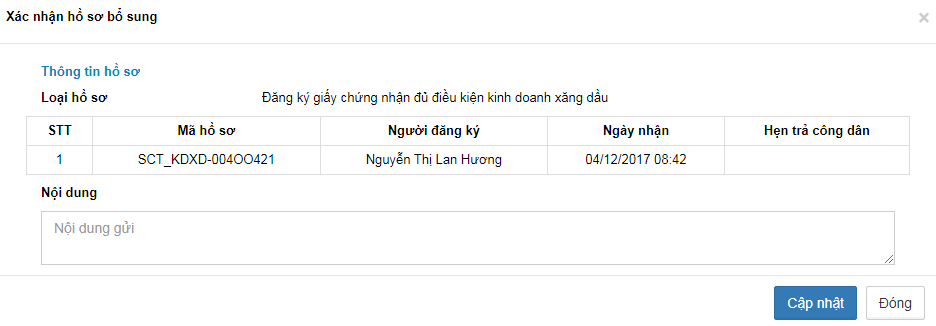 Xác nhận hồ sơ bổ sung ×
Thông tin hồ sơ
Loại hồ sơ Đăng ký giấy chứng nhận đủ điều kiện kinh doanh xăng dầu
STT Mã hồ sơ Người đăng ký Ngày nhận Hẹn trả công dân
1 SCT_KDXD-004OO421 Nguyễn Thị Lan Hương 04/12/2017 08:42
Nội dung
Nội dung gửi
Cập nhật Đóng